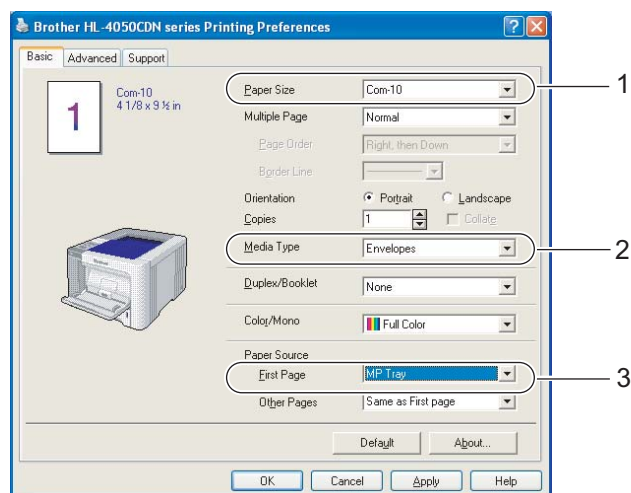 Brother HL-4050CDN series Printing Preferences
Basic Advanced Support
1
Com-10
4 1/8 x 9 ½ in
Paper Size Com-10 1
Multiple Page Normal
Page Order Right, then Down
Border Line
Orientation Portrait Landscape
Copies 1 Collate
Media Type Envelopes 2
Duplex/Booklet None
Color/Mono Full Color
Paper Source
First Page MP Tray 3
Other Pages Same as First page
Default About...
OK Cancel Apply Help